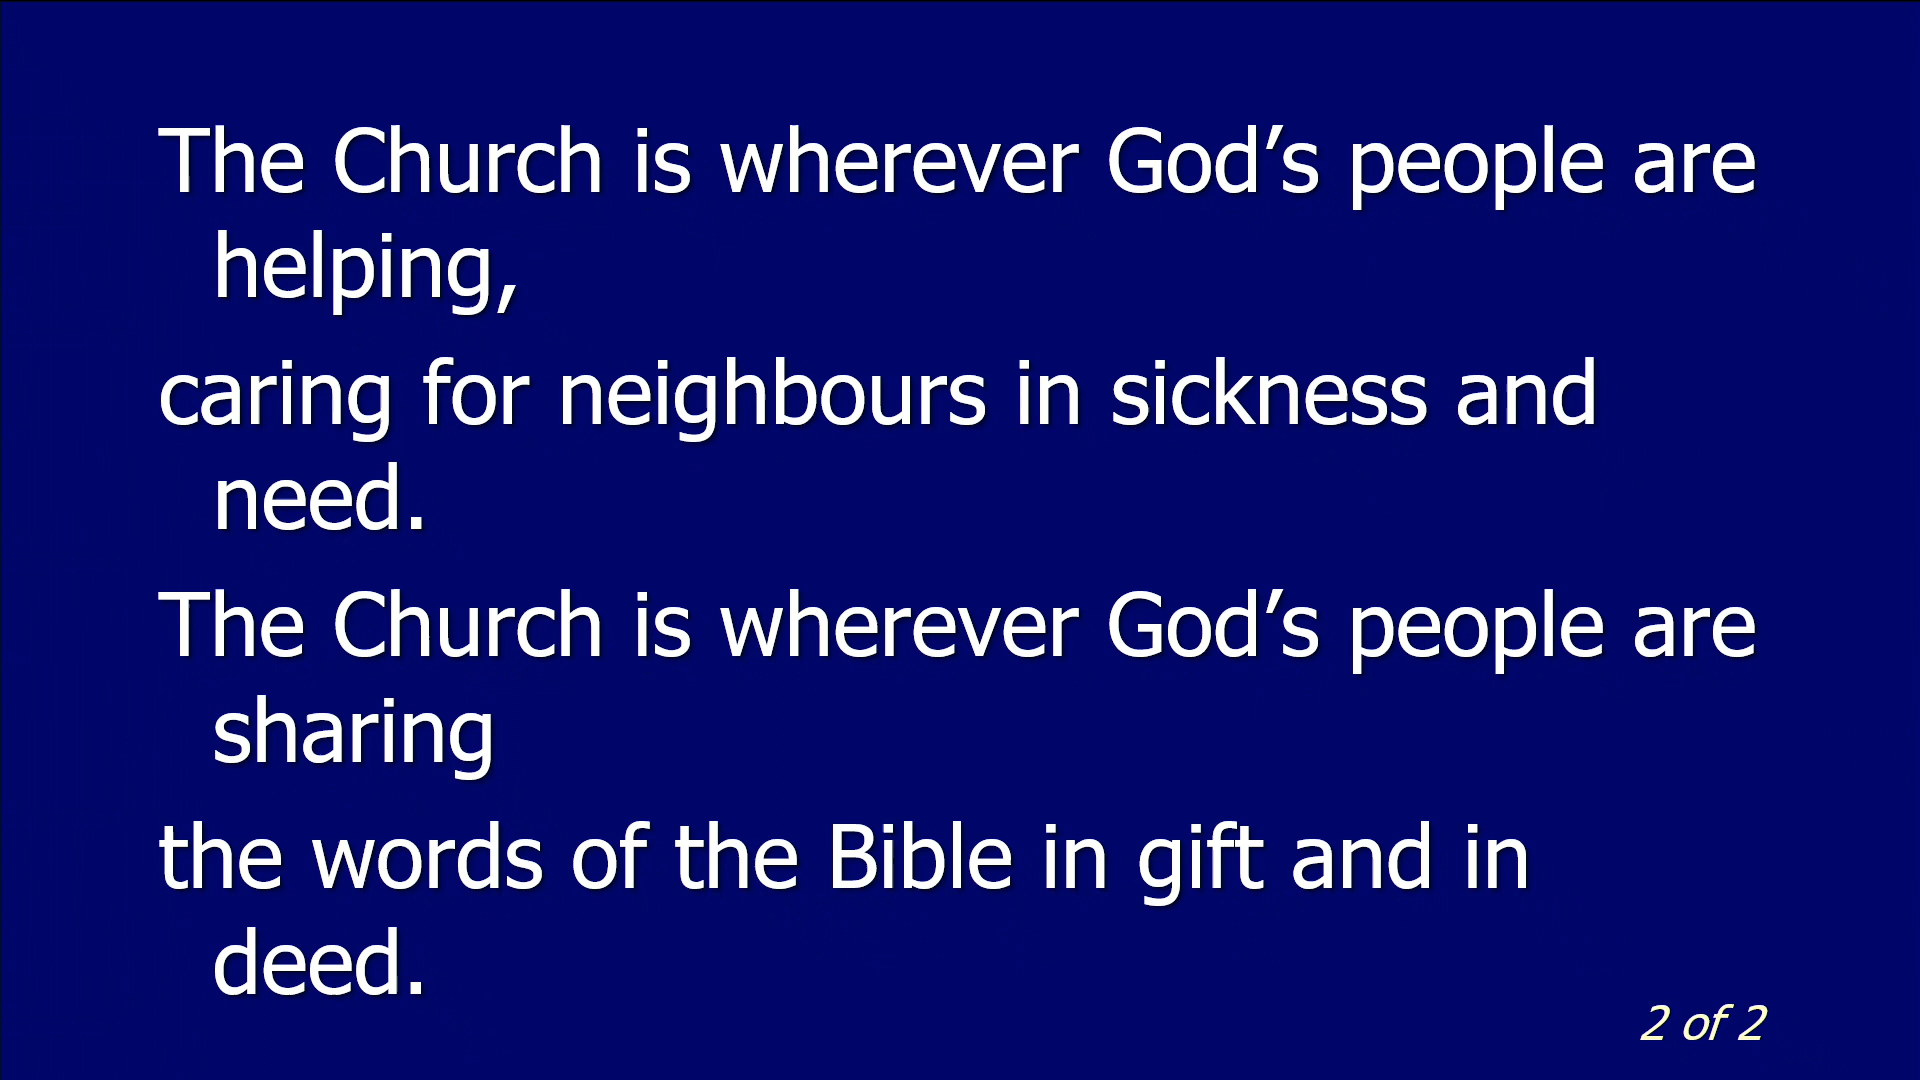 The Church is wherever God’s people are
helping,
caring for neighbours in sickness and
need.
The Church is wherever God’s people are
sharing
the words of the Bible in gift and in
deed.
2 of 2